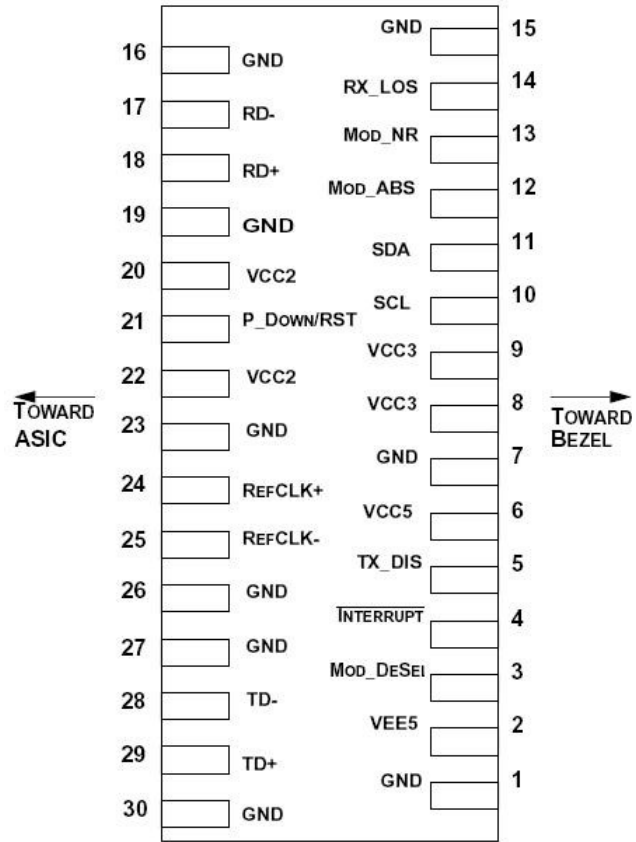 GND 15
16 GND
RX_LOS 14
17 RD-
MOD_NR 13
18 RD+
MOD_ABS 12
19 GND
SDA 11
20 VCC2
SCL 10
21 P_DOWN/RST
VCC3 9
22 VCC2
VCC3 8
TOWARD
ASIC
TOWARD
BEZEL
23 GND
GND 7
24 REFCLK+
VCC5 6
25 REFCLK-
TX_DIS 5
26 GND
INTERRUPT 4
27 GND
MOD_DESEL 3
28 TD-
VEE5 2
29 TD+
GND 1
30 GND